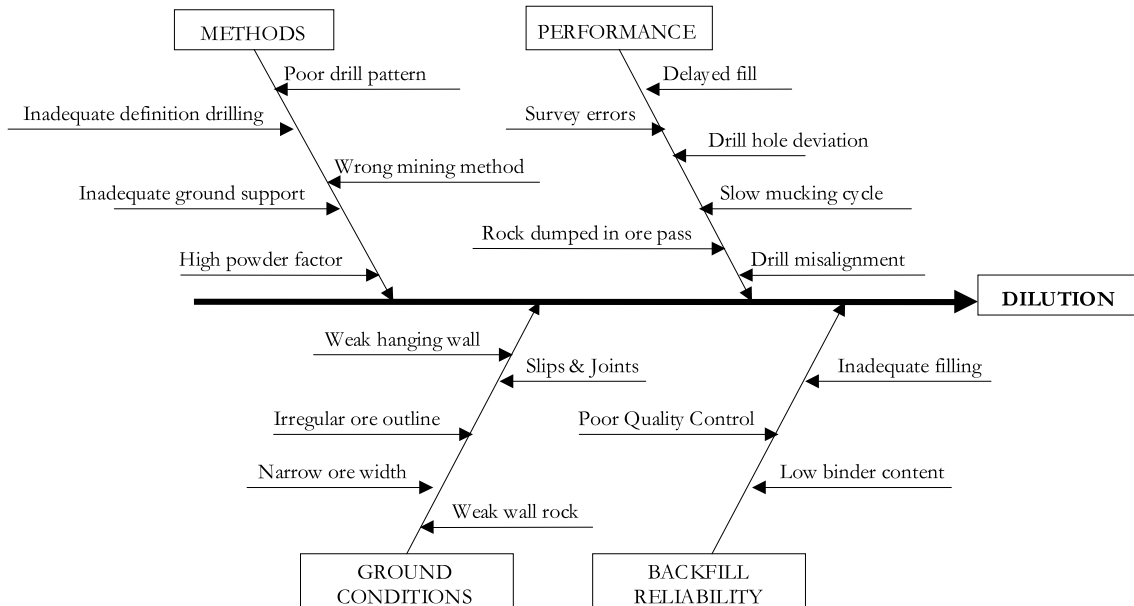 METHODS
PERFORMANCE
Poor drill pattern
Delayed fill
Inadequate definition drilling
Survey errors
Drill hole deviation
Wrong mining method
Inadequate ground support
Slow mucking cycle
Rock dumped in ore pass
High powder factor
Drill misalignment
DILUTION
Weak hanging wall
Slips & Joints
Inadequate filling
Irregular ore outline
Poor Quality Control
Narrow ore width
Low binder content
Weak wall rock
GROUND
CONDITIONS
BACKFILL
RELIABILITY